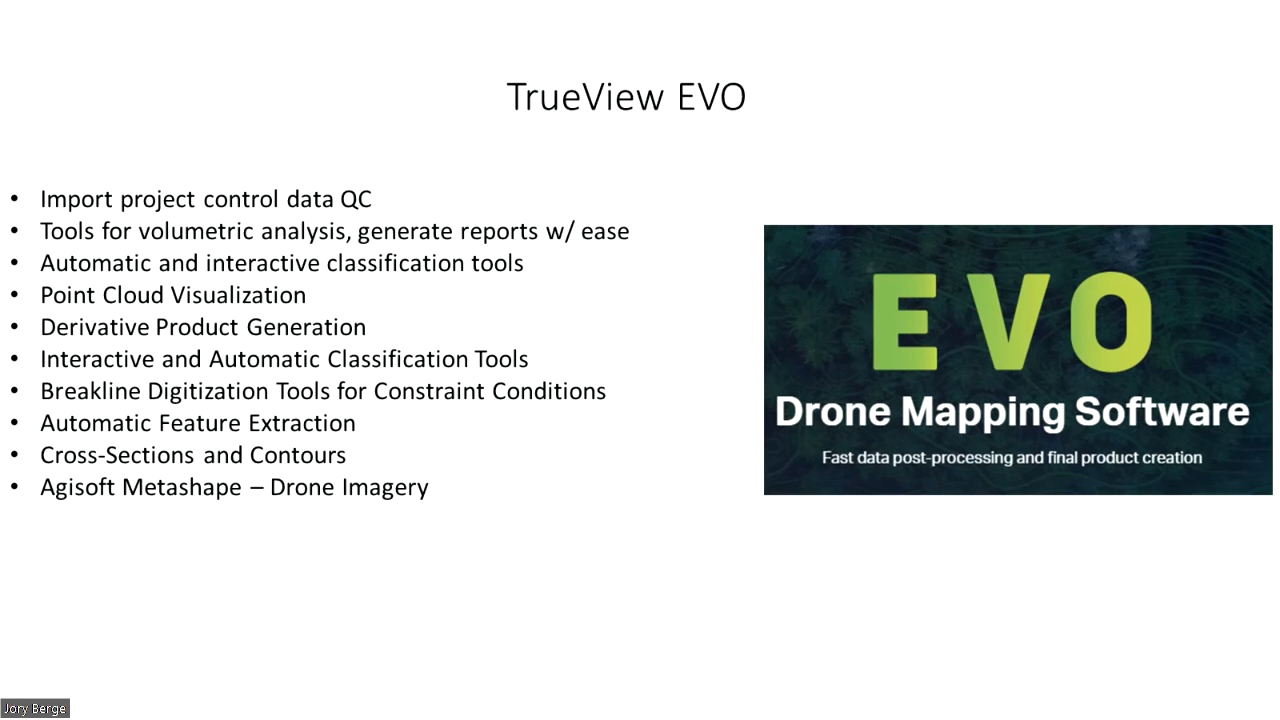 TrueView EVO
• Import project control data QC
• Tools for volumetric analysis, generate reports w/ ease
• Automatic and interactive classification tools
• Point Cloud Visualization
• Derivative Product Generation
• Interactive and Automatic Classification Tools
• Breakline Digitization Tools for Constraint Conditions
• Automatic Feature Extraction
• Cross-Sections and Contours
• Agisoft Metashape – Drone Imagery
EVO
Drone Mapping Software
Fast data post-processing and final product creation
Jory Berge